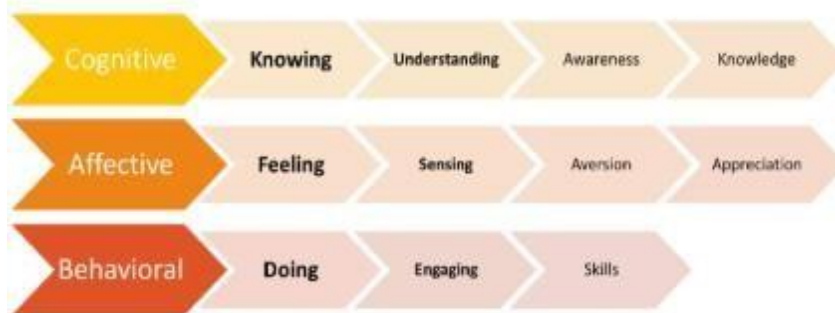 Cognitive Knowing Understanding Awareness Knowledge
Affective Feeling Sensing Aversion Appreciation
Behavioral Doing Engaging Skills